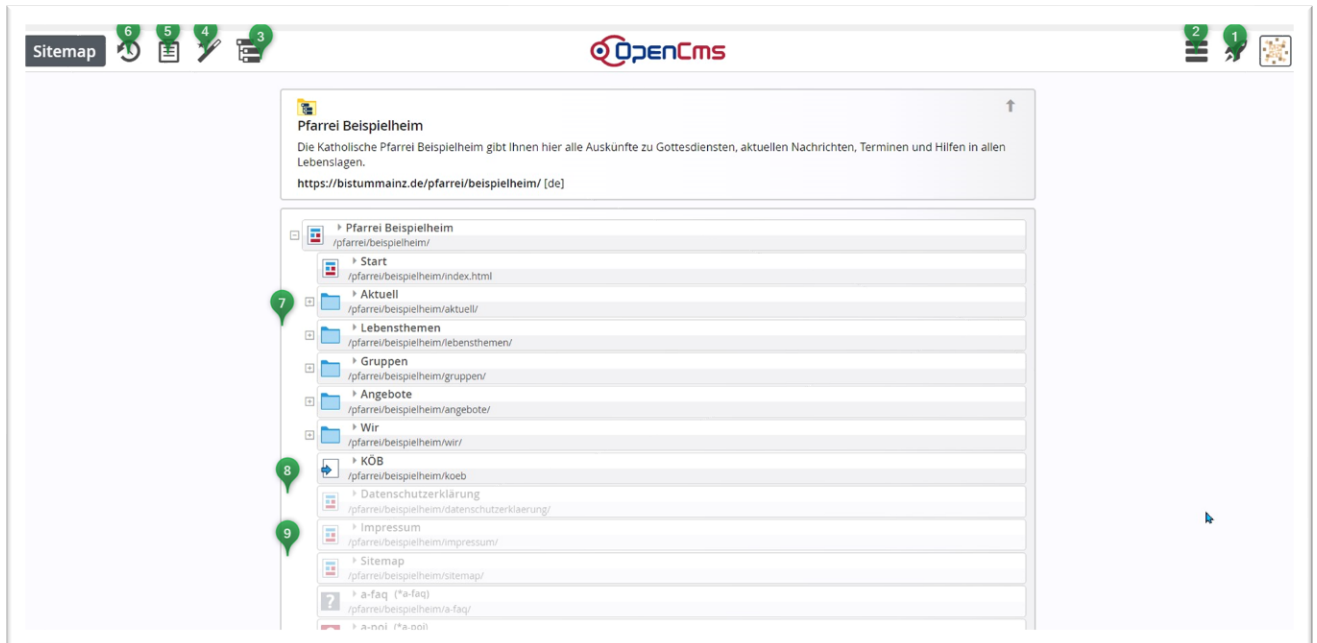 6 5 4 3 2 1
Sitemap OpenCms
Pfarrei Beispielheim
Die Katholische Pfarrei Beispielheim gibt Ihnen hier alle Auskünfte zu Gottesdiensten, aktuellen Nachrichten, Terminen und Hilfen in allen
Lebenslagen.
https://bistummainz.de/pfarrei/beispielheim/ [de]
Pfarrei Beispielheim
/pfarrei/beispielheim/
Start
/pfarrei/beispielheim/index.html
7
Aktuell
/pfarrei/beispielheim/aktuell/
Lebensthemen
/pfarrei/beispielheim/lebensthemen/
Gruppen
/pfarrei/beispielheim/gruppen/
Angebote
/pfarrei/beispielheim/angebote/
Wir
/pfarrei/beispielheim/wir/
8
KÖB
/pfarrei/beispielheim/koeb
Datenschutzerklärung
/pfarrei/beispielheim/datenschutzerklaerung/
9
Impressum
/pfarrei/beispielheim/impressum/
Sitemap
/pfarrei/beispielheim/sitemap/
? a-faq (*a-faq)
/pfarrei/beispielheim/a-faq/
a-poi (*a-poi)